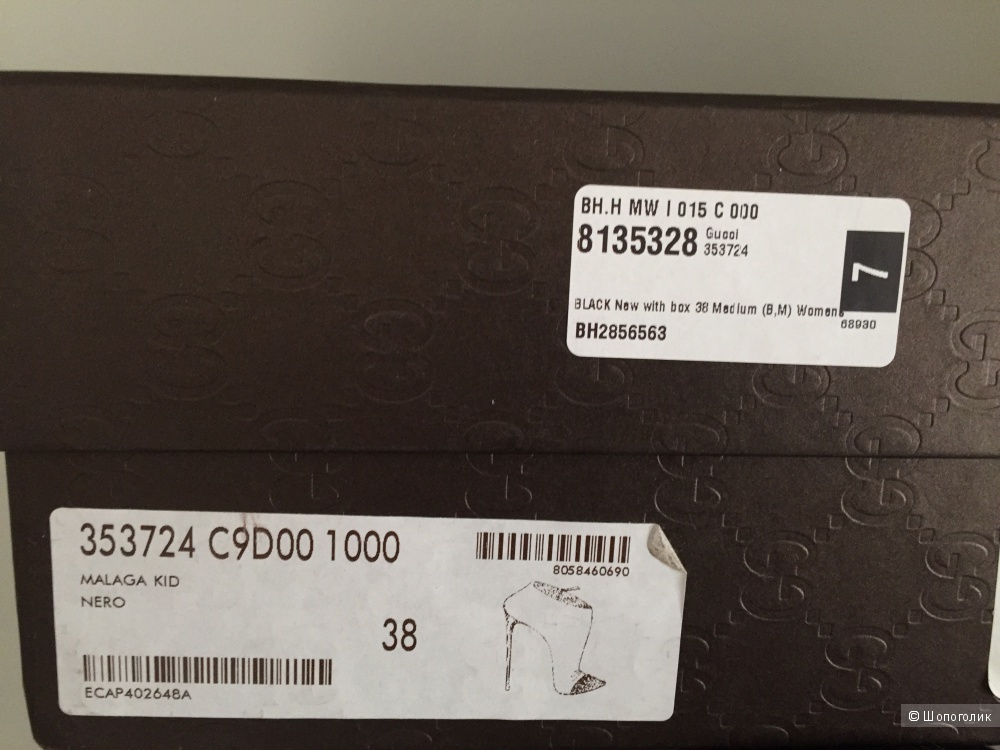 BH.H MW I 015 C 000
8135328 Gucci
353724
7
BLACK New with box 38 Medium (B,M) Womens
68930
BH2856563
353724 C9D00 1000
8058460690
MALAGA KID
NERO
38
ECAP402648A
© Шопоголик